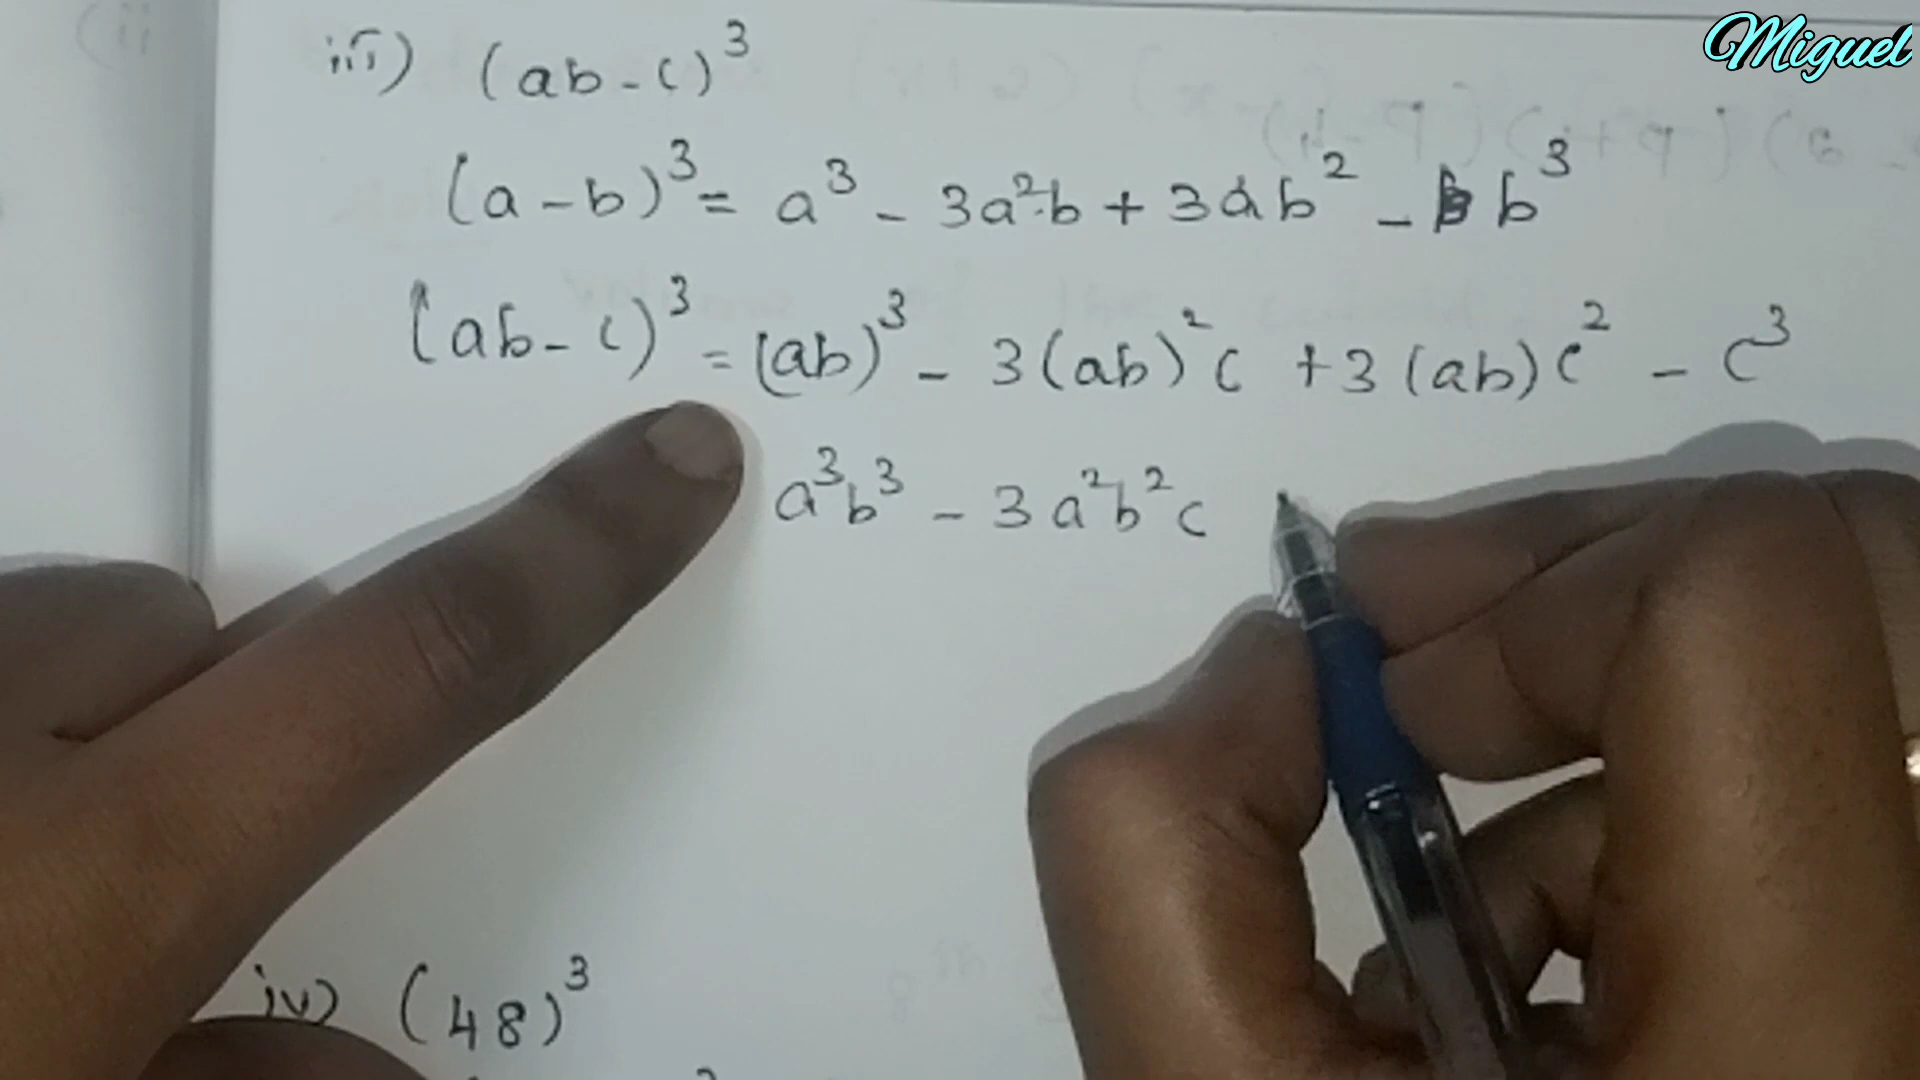 iii) (ab-c)³
Miguel
(a-b)³ = a³ - 3a².b + 3ab² - b³
(ab-c)³ = (ab)³ - 3(ab)²c + 3(ab)c² - c³
a³b³ - 3a²b²c
iv) (48)³